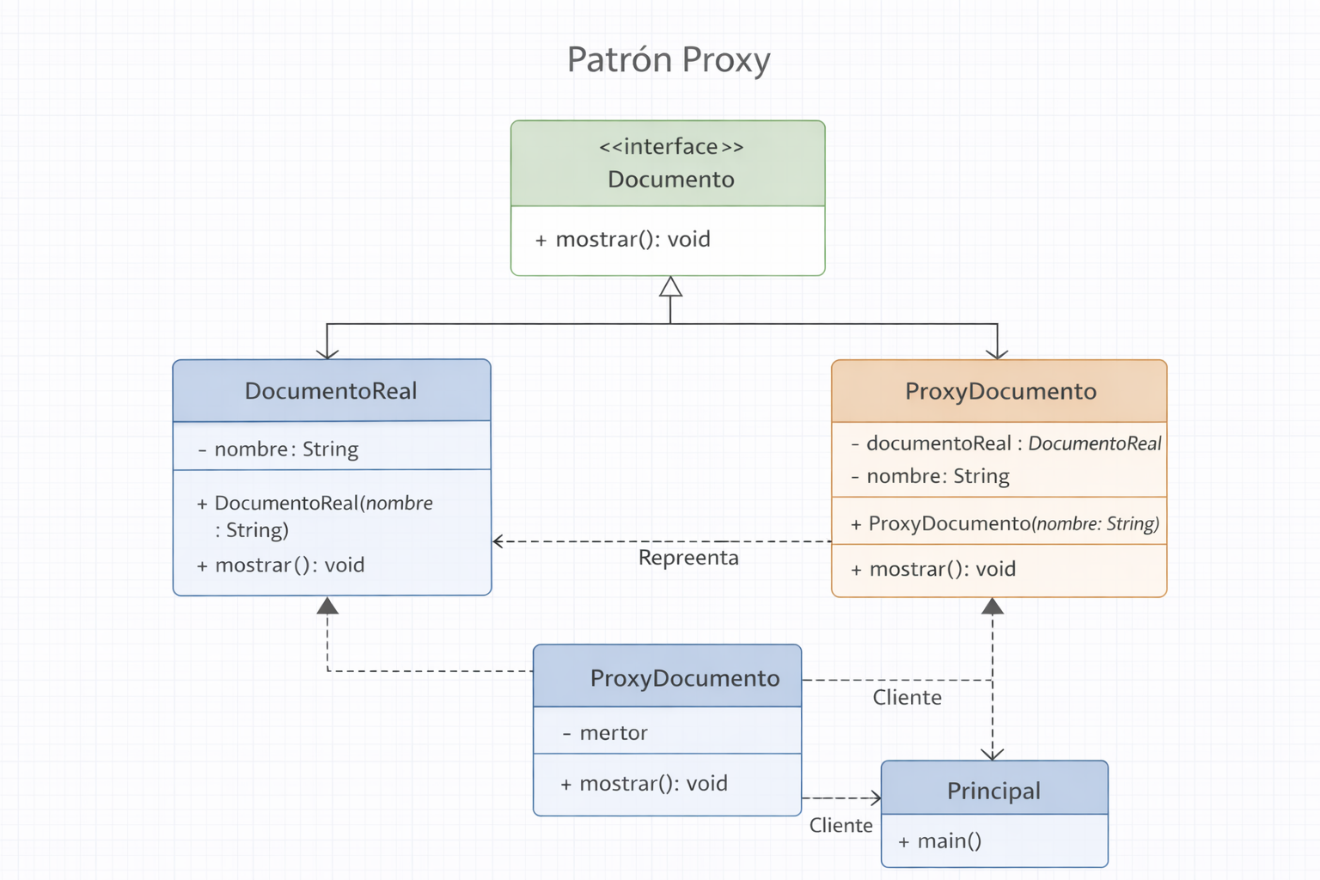 Patrón Proxy
<<interface>>
Documento
+ mostrar(): void
DocumentoReal
- nombre: String
+ DocumentoReal(nombre
: String)
+ mostrar(): void
ProxyDocumento
- documentoReal : DocumentoReal
- nombre: String
+ ProxyDocumento(nombre: String)
+ mostrar(): void
Repreenta
ProxyDocumento
- mertor
+ mostrar(): void
Cliente
Cliente
Principal
+ main()